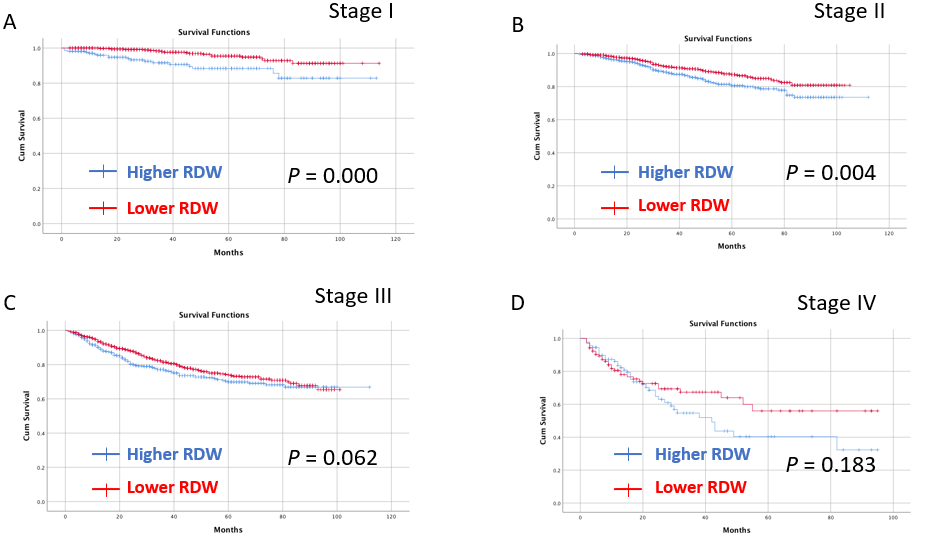 A
Stage I
Survival Functions
1.0
0.8
0.6
0.4
0.2
0.0
Cum Survival
Higher RDW
P = 0.000
Lower RDW
0 20 40 60 80 100 120
Months
B
Stage II
Survival Functions
1.0
0.8
0.6
0.4
0.2
0.0
Cum Survival
Higher RDW
P = 0.004
Lower RDW
0 20 40 60 80 100 120
Months
C
Stage III
Survival Functions
1.0
0.8
0.6
0.4
0.2
0.0
Cum Survival
Higher RDW
P = 0.062
Lower RDW
0 20 40 60 80 100 120
Months
D
Stage IV
Survival Functions
1.0
0.8
0.6
0.4
0.2
0.0
Cum Survival
Higher RDW
P = 0.183
Lower RDW
0 20 40 60 80 100
Months